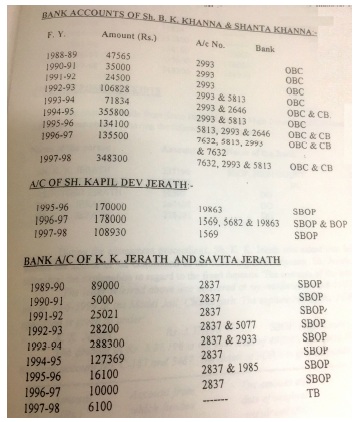 BANK ACCOUNTS OF Sh. B. K. KHANNA & SHANTA KHANNA:-
F. Y. Amount (Rs.) A/c No. Bank
1988-89 47565 2993 OBC
1990-91 35000 2993 OBC
1991-92 24500 2993 OBC
1992-93 106828 2993 OBC
1993-94 71834 2993 & 5813 OBC
1994-95 355800 2993 & 2646 OBC & CB
1995-96 134100 2993 & 5813 OBC
1996-97 135500 5813, 2993 & 2646 OBC & CB
7622, 5813, 2993 OBC & CB
& 7632
1997-98 348300 7632, 2993 & 5813 OBC & CB
A/C OF SH. KAPIL DEV JERATH:-
1995-96 170000 19863 SBOP
1996-97 178000 1569, 5682 & 19863 SBOP & BOP
1997-98 108930 1569 SBOP
BANK A/C OF K. K. JERATH AND SAVITA JERATH
1989-90 89000 2837 SBOP
1990-91 5000 2837 SBOP
1991-92 25021 2837 SBOP
1992-93 28200 2837 & 5077 SBOP
1993-94 288300 2837 & 2933 SBOP
1994-95 127369 2837 SBOP
1995-96 16100 2837 & 1985 SBOP
1996-97 10000 2837 TB
1997-98 6100 -------